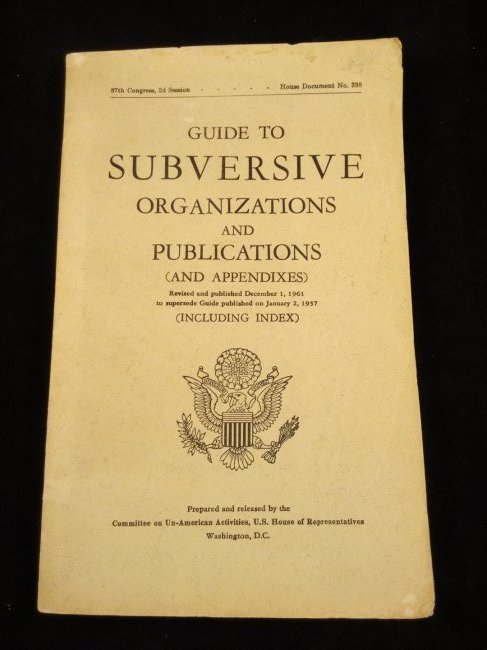 87th Congress, 2d Session - - - - - - House Document No. 398
GUIDE TO
SUBVERSIVE
ORGANIZATIONS
AND
PUBLICATIONS
(AND APPENDIXES)
Revised and published December 1, 1961
to supersede Guide published on January 2, 1957
(INCLUDING INDEX)
Prepared and released by the
Committee on Un-American Activities, U.S. House of Representatives
Washington, D.C.